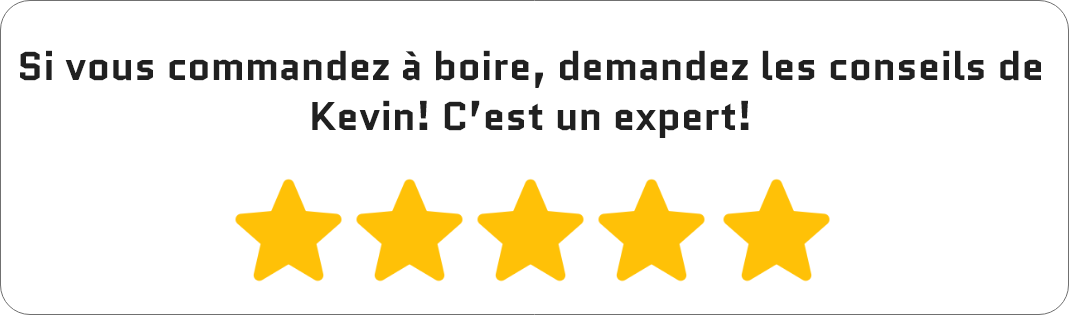 Si vous commandez à boire, demandez les conseils de
Kevin! C’est un expert!